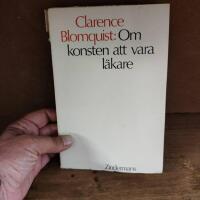 Clarence
Blomquist: Om
konsten att vara
läkare
Zindermans